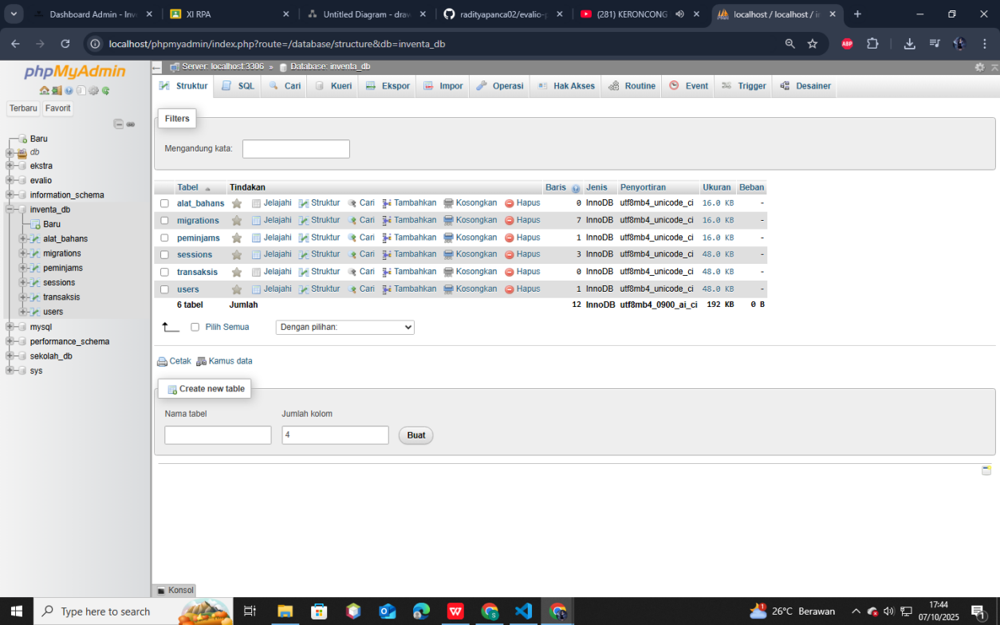 Dashboard Admin - Inv
XI RPA
Untitled Diagram - draw
radityapanca02/evalio-p
(281) KERONCONG
localhost / localhost / in
localhost/phpmyadmin/index.php?route=/database/structure&db=inventa_db
ABP
phpMyAdmin
Server: localhost:3306 » Database: inventa_db
Terbaru Favorit
Struktur SQL Cari Kueri Ekspor Impor Operasi Hak Akses Routine Event Trigger Desainer
Baru
db
ekstra
evalio
information_schema
inventa_db
Baru
alat_bahans
migrations
peminjams
sessions
transaksis
users
mysql
performance_schema
sekolah_db
sys
Filters
Mengandung kata:
Tabel Tindakan Baris Jenis Penyortiran Ukuran Beban
alat_bahans Jelajahi Struktur Cari Tambahkan Kosongkan Hapus 0 InnoDB utf8mb4_unicode_ci 16.0 KB -
migrations Jelajahi Struktur Cari Tambahkan Kosongkan Hapus 7 InnoDB utf8mb4_unicode_ci 16.0 KB -
peminjams Jelajahi Struktur Cari Tambahkan Kosongkan Hapus 1 InnoDB utf8mb4_unicode_ci 16.0 KB -
sessions Jelajahi Struktur Cari Tambahkan Kosongkan Hapus 3 InnoDB utf8mb4_unicode_ci 48.0 KB -
transaksis Jelajahi Struktur Cari Tambahkan Kosongkan Hapus 0 InnoDB utf8mb4_unicode_ci 48.0 KB -
users Jelajahi Struktur Cari Tambahkan Kosongkan Hapus 1 InnoDB utf8mb4_unicode_ci 48.0 KB -
6 tabel Jumlah 12 InnoDB utf8mb4_0900_ai_ci 192 KB 0 B
Pilih Semua Dengan pilihan:
Cetak Kamus data
Create new table
Nama tabel Jumlah kolom
4 Buat
Konsol
Type here to search
26°C Berawan
17:44
07/10/2025
1